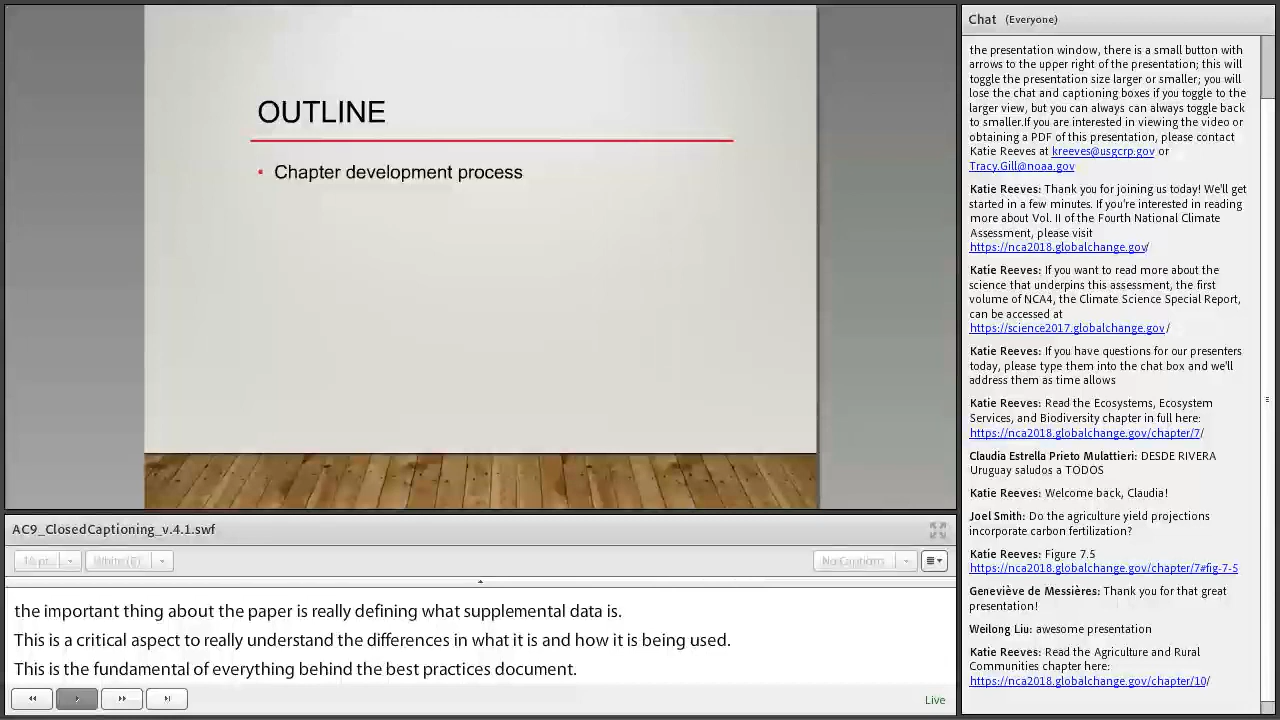 OUTLINE
• Chapter development process
AC9_ClosedCaptioning_v.4.1.swf
No Captions
the important thing about the paper is really defining what supplemental data is.
This is a critical aspect to really understand the differences in what it is and how it is being used.
This is the fundamental of everything behind the best practices document.
Live
Chat (Everyone)
the presentation window, there is a small button with
arrows to the upper right of the presentation; this will
toggle the presentation size larger or smaller; you will
lose the chat and captioning boxes if you toggle to the
larger view, but you can always can always toggle back
to smaller.If you are interested in viewing the video or
obtaining a PDF of this presentation, please contact
Katie Reeves at kreeves@usgcrp.gov or
Tracy.Gill@noaa.gov
Katie Reeves: Thank you for joining us today! We'll get
started in a few minutes. If you're interested in reading
more about Vol. II of the Fourth National Climate
Assessment, please visit
https://nca2018.globalchange.gov/
Katie Reeves: If you want to read more about the
science that underpins this assessment, the first
volume of NCA4, the Climate Science Special Report,
can be accessed at
https://science2017.globalchange.gov/
Katie Reeves: If you have questions for our presenters
today, please type them into the chat box and we'll
address them as time allows
Katie Reeves: Read the Ecosystems, Ecosystem
Services, and Biodiversity chapter in full here:
https://nca2018.globalchange.gov/chapter/7/
Claudia Estrella Prieto Mulattieri: DESDE RIVERA
Uruguay saludos a TODOS
Katie Reeves: Welcome back, Claudia!
Joel Smith: Do the agriculture yield projections
incorporate carbon fertilization?
Katie Reeves: Figure 7.5
https://nca2018.globalchange.gov/chapter/7#fig-7-5
Geneviève de Messières: Thank you for that great
presentation!
Weilong Liu: awesome presentation
Katie Reeves: Read the Agriculture and Rural
Communities chapter here:
https://nca2018.globalchange.gov/chapter/10/